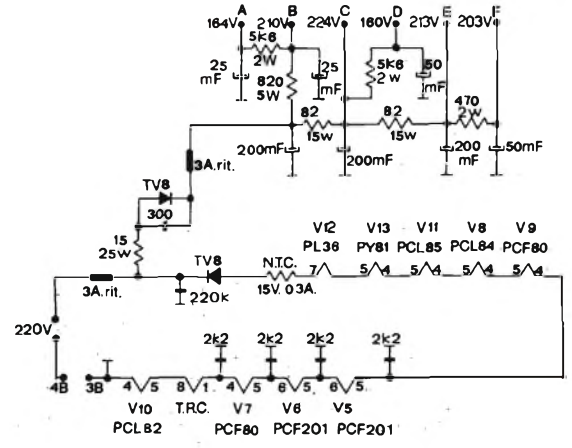 A B C D E F
164V 210V 224V 160V 213V 203V
5k6
2W
25
mF
820
5W
25
mF
5k6
2w
50
mF
82
15w
82
15w
470
2w
200mF
200mF
200
mF
50mF
3A.rit.
TV8
300
15
25w
3A.rit.
220k
TV8
N.T.C.
15V. 0.3A.
V12
PL36
V13
PY81
V11
PCL85
V8
PCL84
V9
PCF80
7 5 4 5 4 5 4 5 4
220V
2k2 2k2 2k2 2k2
4B 3B 4 5 8 1 4 5 6 5 6 5
V10
PCL82
T.R.C.
V7
PCF80
V6
PCF201
V5
PCF201